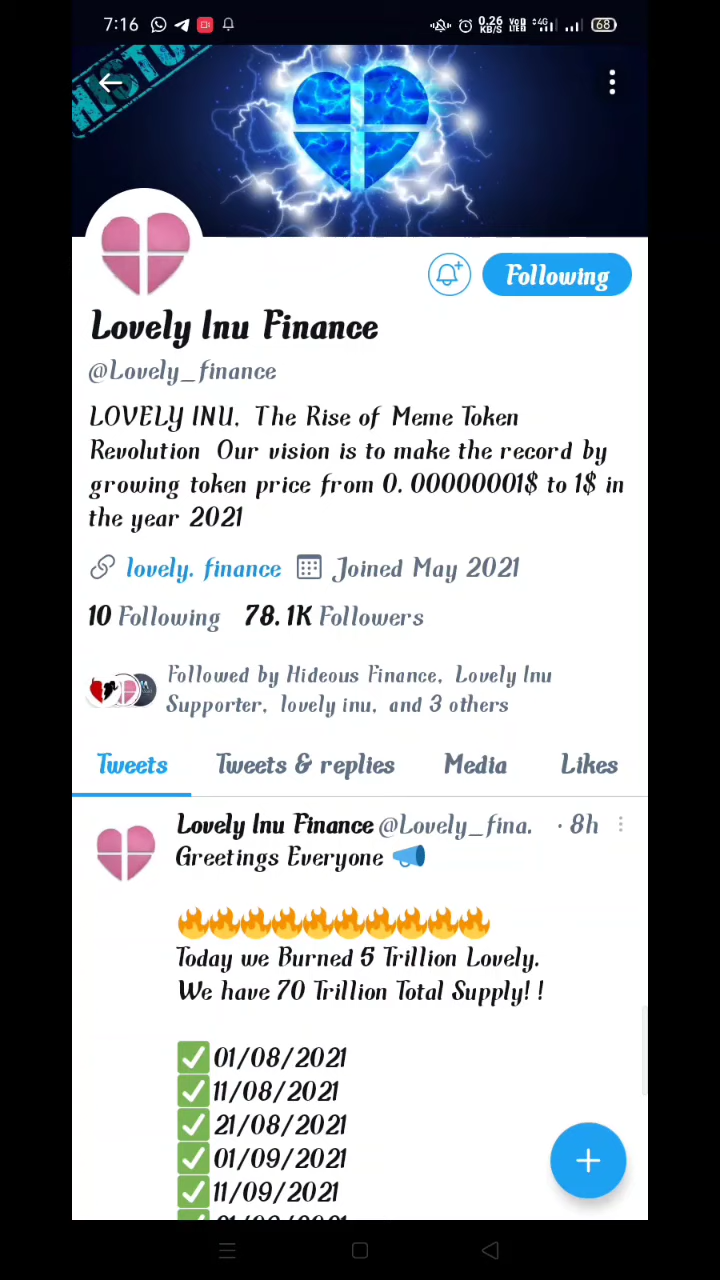 7:16
0.26 KB/S
Vo LTE
4G
68
HISTO
Following
Lovely Inu Finance
@Lovely_finance
LOVELY INU, The Rise of Meme Token
Revolution Our vision is to make the record by
growing token price from 0.00000001$ to 1$ in
the year 2021
lovely.finance Joined May 2021
10 Following 78.1K Followers
Followed by Hideous Finance, Lovely Inu
Supporter, lovely inu, and 3 others
Tweets Tweets & replies Media Likes
Lovely Inu Finance @Lovely_fina. · 8h
Greetings Everyone 📣
🔥🔥🔥🔥🔥🔥🔥🔥🔥🔥
Today we Burned 5 Trillion Lovely.
We have 70 Trillion Total Supply!!
✅ 01/08/2021
✅ 11/08/2021
✅ 21/08/2021
✅ 01/09/2021
✅ 11/09/2021